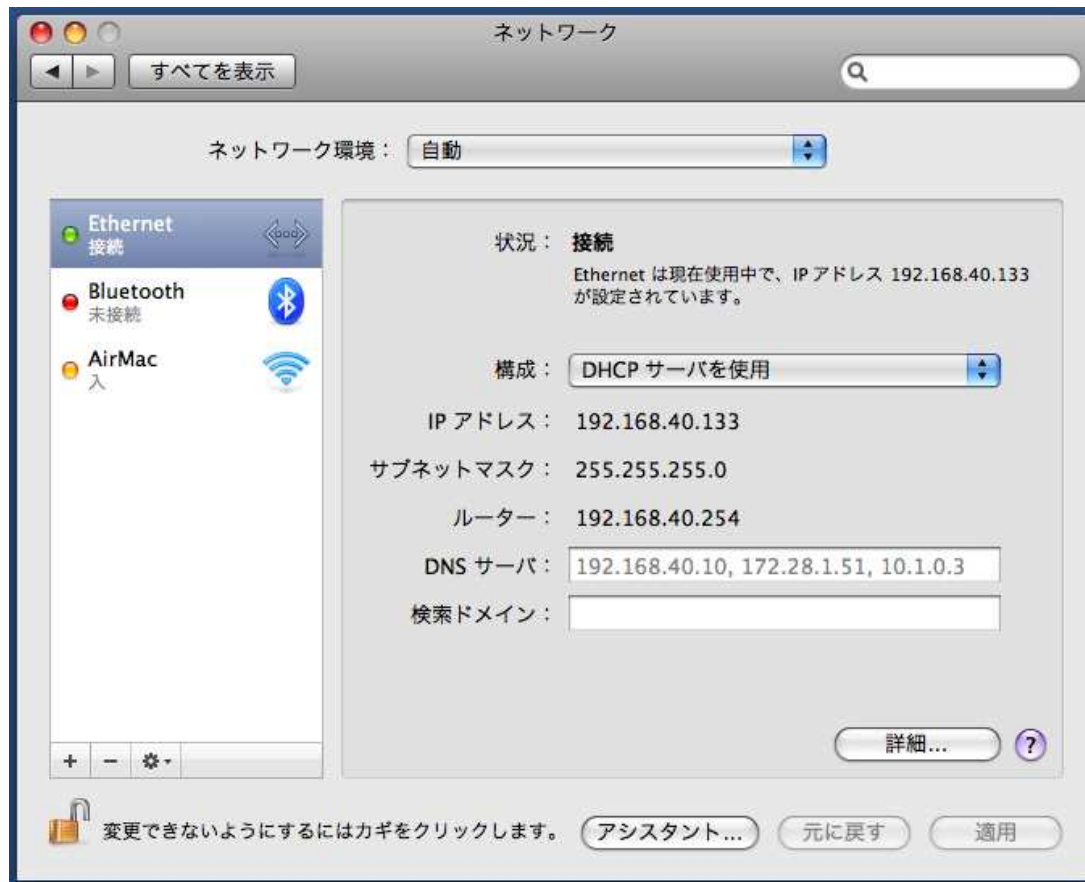 ネットワーク
すべてを表示
ネットワーク環境： 自動
Ethernet
接続
Bluetooth
未接続
AirMac
入
状況： 接続
Ethernet は現在使用中で、IP アドレス 192.168.40.133
が設定されています。
構成： DHCP サーバを使用
IP アドレス： 192.168.40.133
サブネットマスク： 255.255.255.0
ルーター： 192.168.40.254
DNS サーバ： 192.168.40.10, 172.28.1.51, 10.1.0.3
検索ドメイン：
詳細... ?
変更できないようにするにはカギをクリックします。 アシスタント... 元に戻す 適用